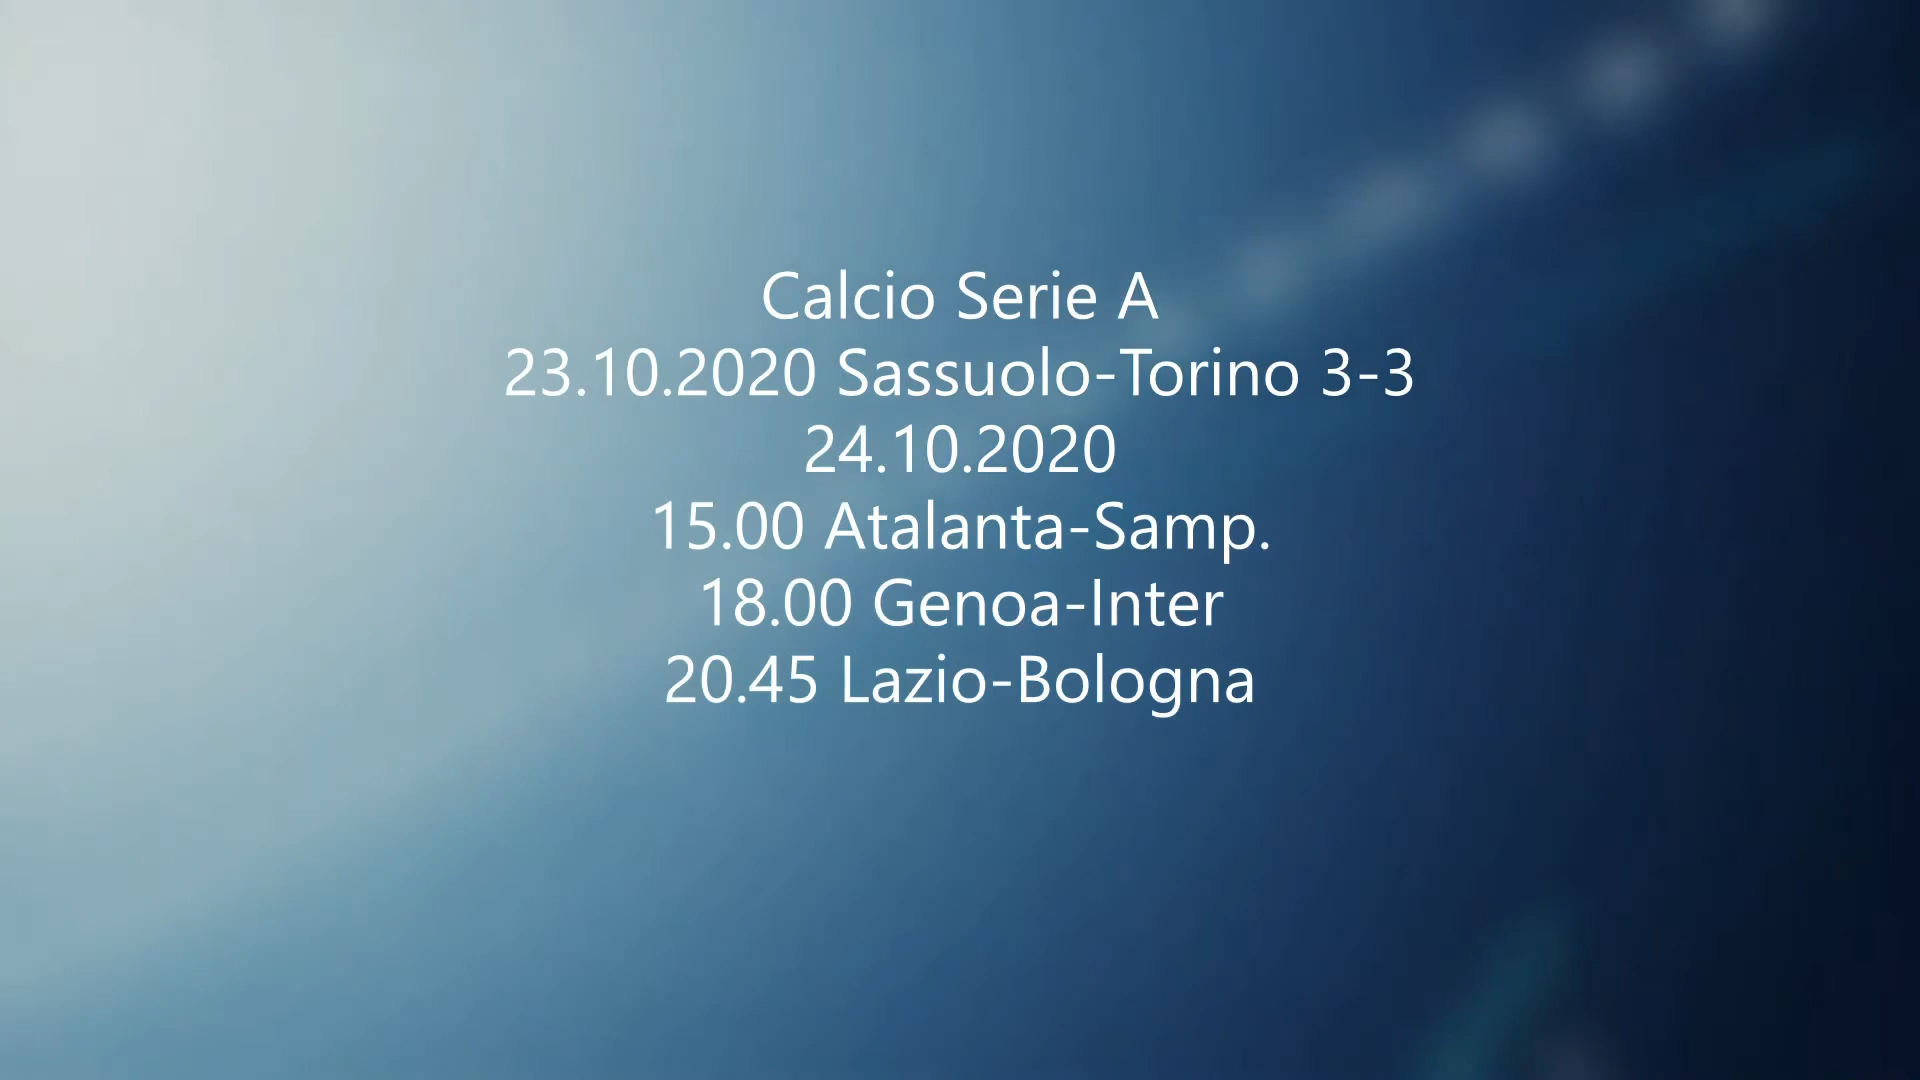 Calcio Serie A
23.10.2020 Sassuolo-Torino 3-3
24.10.2020
15.00 Atalanta-Samp.
18.00 Genoa-Inter
20.45 Lazio-Bologna